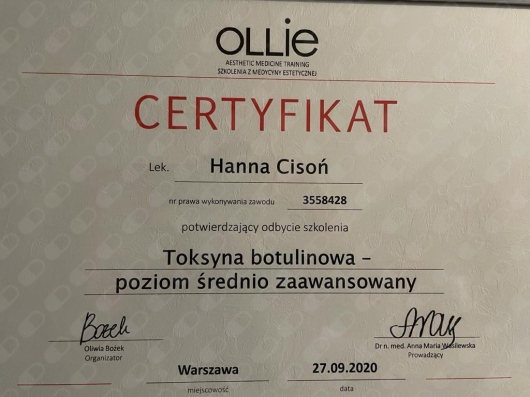 OLLie
AESTHETIC MEDICINE TRAINING
SZKOLENIA Z MEDYCYNY ESTETYCZNEJ
CERTYFIKAT
Lek. Hanna Cisoń
nr prawa wykonywania zawodu 3558428
potwierdzający odbycie szkolenia
Toksyna botulinowa –
poziom średnio zaawansowany
Bożek
Oliwia Bożek
Organizator
Dr n. med. Anna Maria Wasilewska
Prowadzący
Warszawa 27.09.2020
miejscowość data